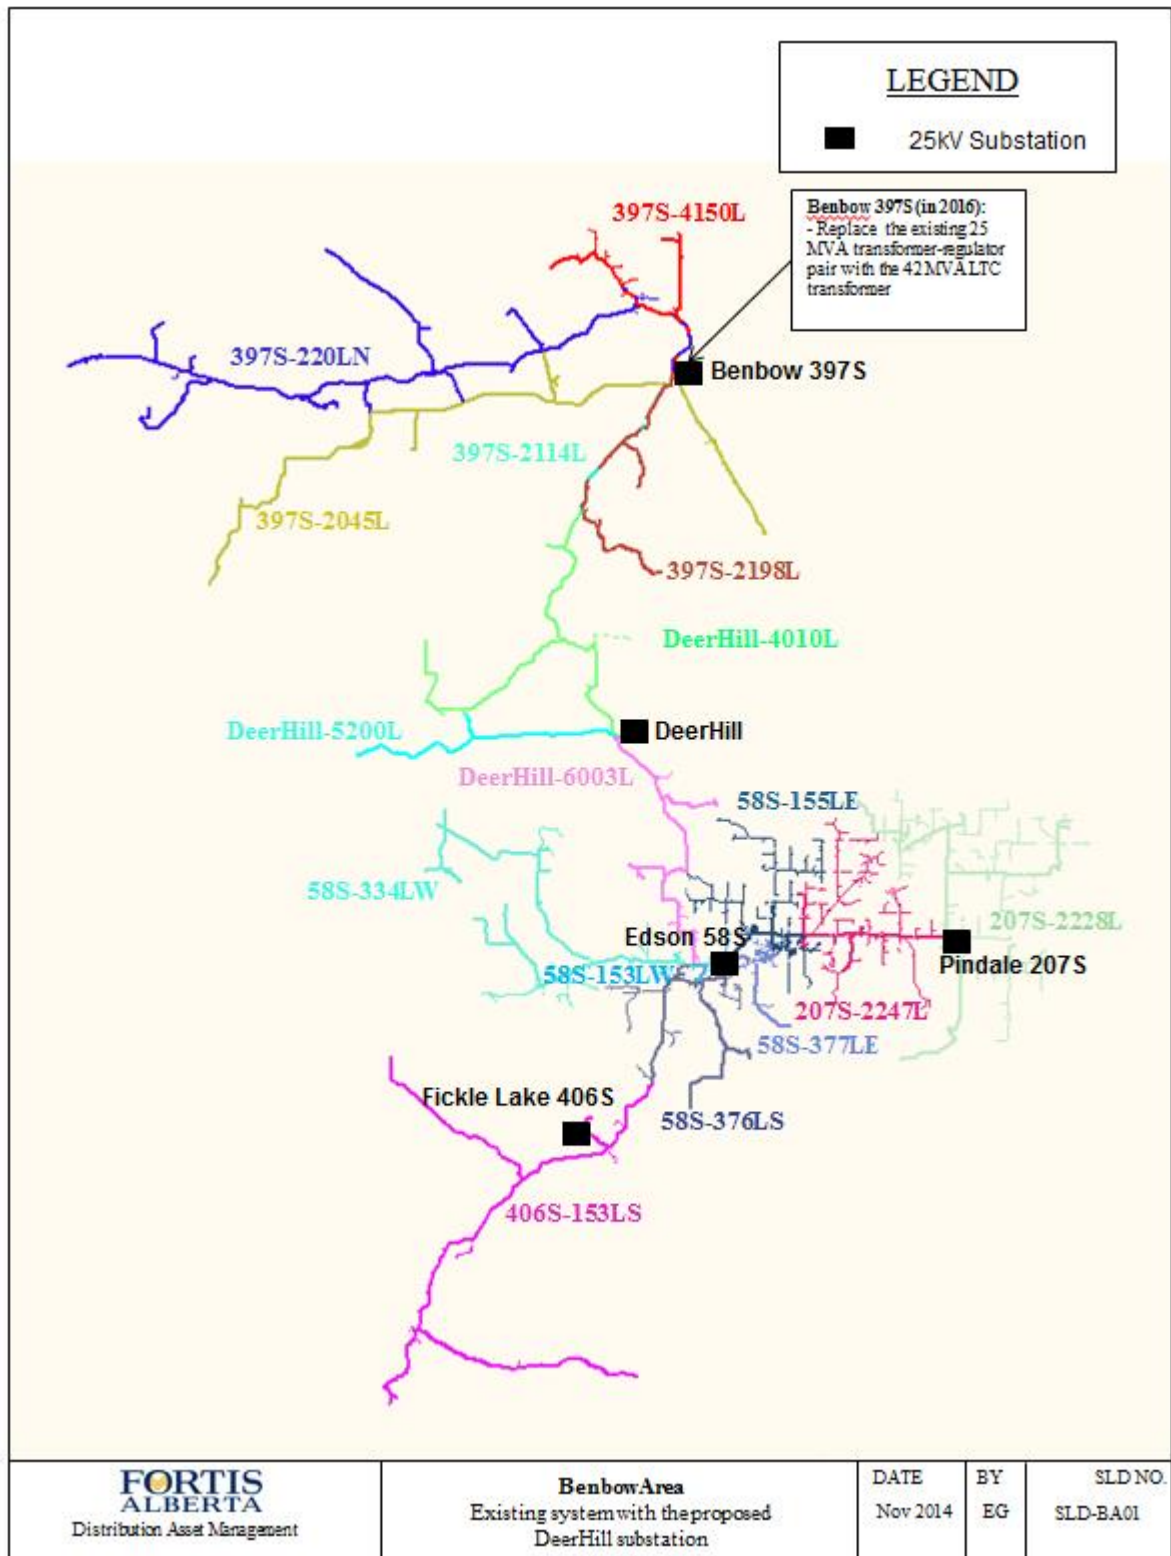 LEGEND
25kV Substation
Benbow 397S (in 2016):
- Replace the existing 25
MVA transformer-regulator
pair with the 42 MVA LTC
transformer
397S-4150L
397S-220LN
Benbow 397S
397S-2114L
397S-2045L
397S-2198L
DeerHill-4010L
DeerHill-5200L
DeerHill
DeerHill-6003L
58S-155LE
58S-334LW
207S-2228L
Edson 58S
58S-153LW
Pindale 207S
207S-2247L
58S-377LE
Fickle Lake 406S
58S-376LS
406S-153LS
FORTIS
ALBERTA
Distribution Asset Management
Benbow Area
Existing system with the proposed
DeerHill substation
DATE
Nov 2014
BY
EG
SLD NO.
SLD-BA01